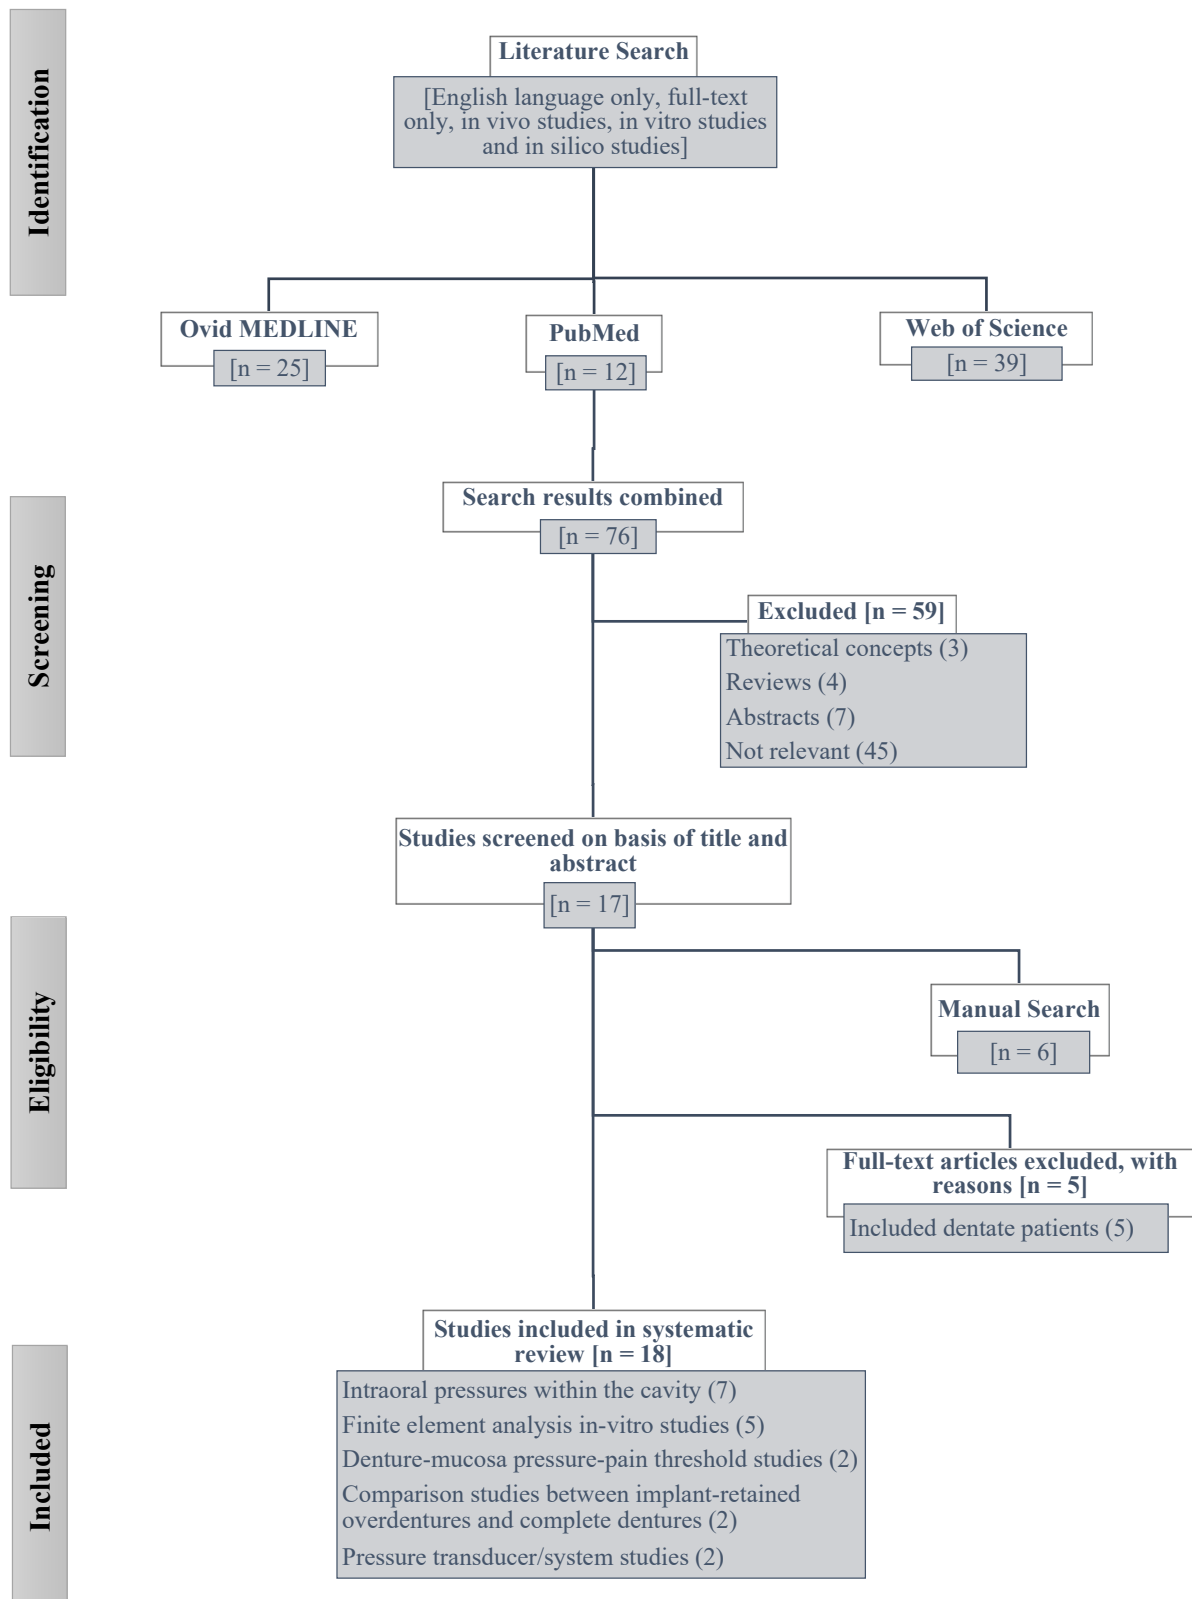 Identification
Literature Search
[English language only, full-text
only, in vivo studies, in vitro studies
and in silico studies]
Ovid MEDLINE
[n = 25]
PubMed
[n = 12]
Web of Science
[n = 39]
Screening
Search results combined
[n = 76]
Excluded [n = 59]
Theoretical concepts (3)
Reviews (4)
Abstracts (7)
Not relevant (45)
Studies screened on basis of title and
abstract
[n = 17]
Eligibility
Manual Search
[n = 6]
Full-text articles excluded, with
reasons [n = 5]
Included dentate patients (5)
Included
Studies included in systematic
review [n = 18]
Intraoral pressures within the cavity (7)
Finite element analysis in-vitro studies (5)
Denture-mucosa pressure-pain threshold studies (2)
Comparison studies between implant-retained
overdentures and complete dentures (2)
Pressure transducer/system studies (2)